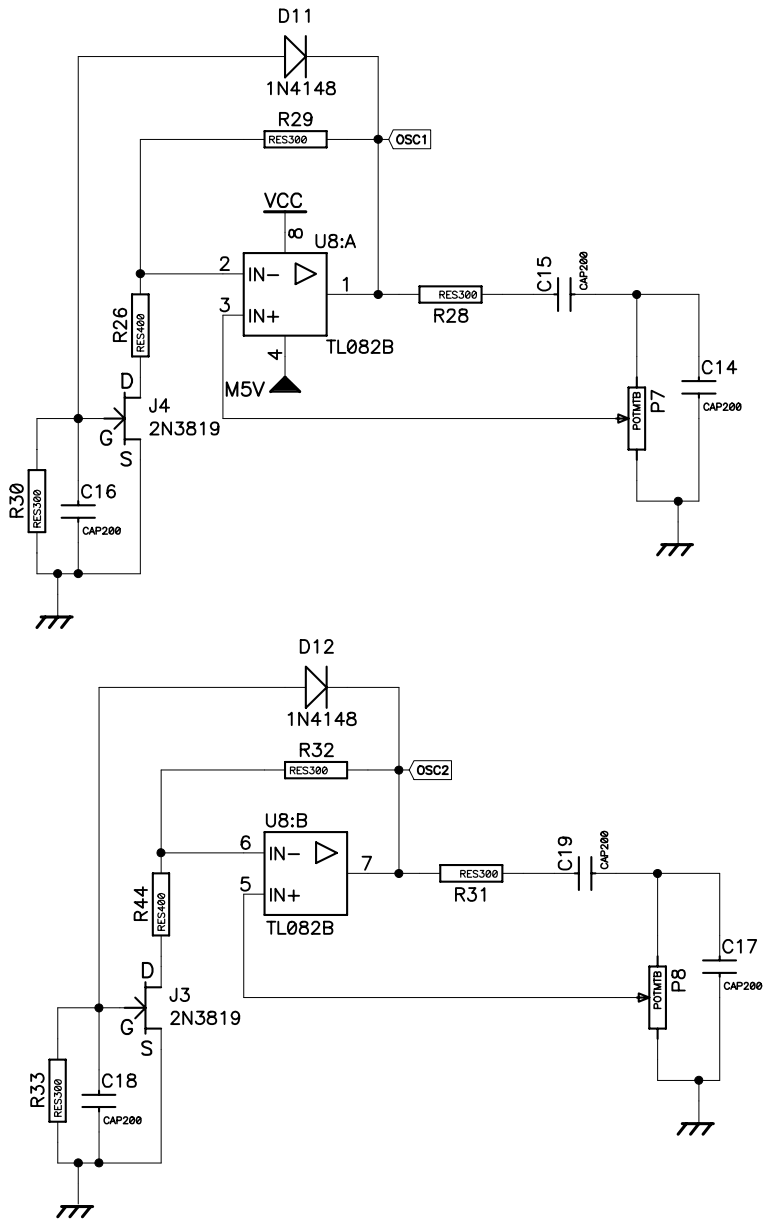 D11
1N4148
R29
RES300
OSC1
VCC
8
U8:A
2
IN-
1
3
IN+
4
TL082B
M5V
RES300
R28
C15
CAP200
R26
RES400
D
J4
2N3819
G
S
C14
CAP200
P7
POTMTB
R30
RES300
C16
CAP200
D12
1N4148
R32
RES300
OSC2
U8:B
6
IN-
7
5
IN+
TL082B
RES300
R31
C19
CAP200
R44
RES400
D
J3
2N3819
G
S
C17
CAP200
P8
POTMTB
R33
RES300
C18
CAP200